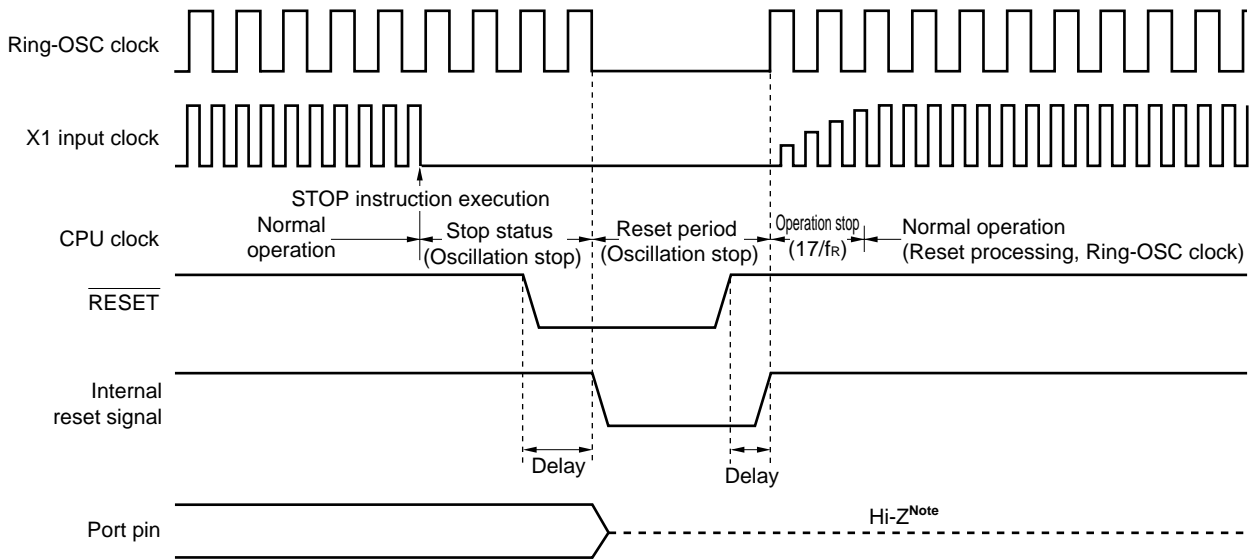 Ring-OSC clock
X1 input clock
STOP instruction execution
CPU clock
Normal
operation
Stop status
(Oscillation stop)
Reset period
(Oscillation stop)
Operation stop
(17/fR)
Normal operation
(Reset processing, Ring-OSC clock)
RESET
Internal
reset signal
Delay
Delay
Port pin
Hi-ZNote